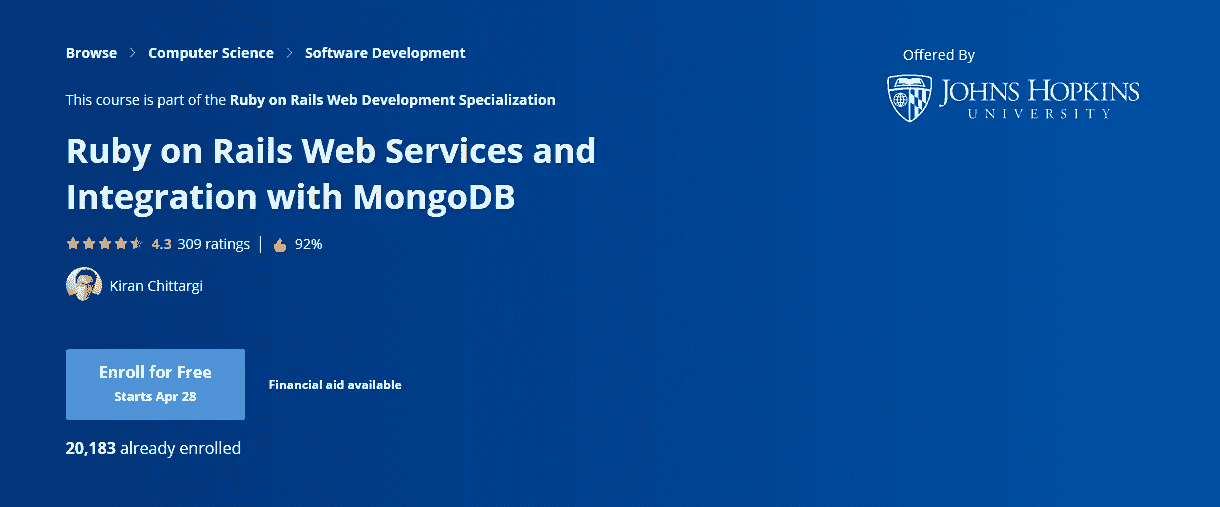 Browse > Computer Science > Software Development
Offered By
JOHNS HOPKINS
UNIVERSITY
This course is part of the Ruby on Rails Web Development Specialization
Ruby on Rails Web Services and
Integration with MongoDB
4.3 309 ratings | 92%
Kiran Chittargi
Enroll for Free
Starts Apr 28
Financial aid available
20,183 already enrolled